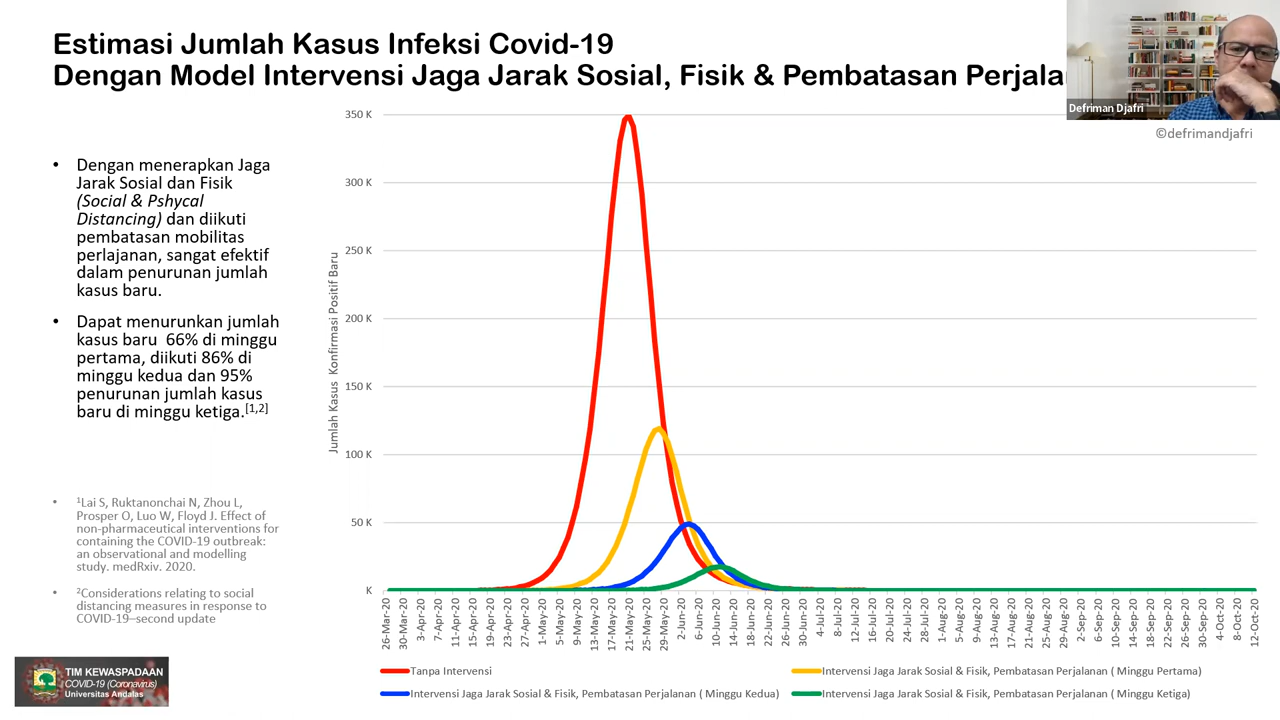 Estimasi Jumlah Kasus Infeksi Covid-19
Dengan Model Intervensi Jaga Jarak Sosial, Fisik & Pembatasan
Defriman Djafri
©defrimandjafri
• Dengan menerapkan Jaga
Jarak Sosial dan Fisik
(Social & Pshycal
Distancing) dan diikuti
pembatasan mobilitas
perlajanan, sangat efektif
dalam penurunan jumlah
kasus baru.
• Dapat menurunkan jumlah
kasus baru 66% di minggu
pertama, diikuti 86% di
minggu kedua dan 95%
penurunan jumlah kasus
baru di minggu ketiga.[1,2]
• 1Lai S, Ruktanonchai N, Zhou L,
Prosper O, Luo W, Floyd J. Effect of
non-pharmaceutical interventions for
containing the COVID-19 outbreak:
an observational and modelling
study. medRxiv. 2020.
• 2Considerations relating to social
distancing measures in response to
COVID-19–second update
TIM KEWASPADAAN
COVID-19 (Coronavirus)
Universitas Andalas
Jumlah Kasus Konfirmasi Positif Baru
350 K
300 K
250 K
200 K
150 K
100 K
50 K
K
26-Mar-20
30-Mar-20
3-Apr-20
7-Apr-20
11-Apr-20
15-Apr-20
19-Apr-20
23-Apr-20
27-Apr-20
1-May-20
5-May-20
9-May-20
13-May-20
17-May-20
21-May-20
25-May-20
29-May-20
2-Jun-20
6-Jun-20
10-Jun-20
14-Jun-20
18-Jun-20
22-Jun-20
26-Jun-20
30-Jun-20
4-Jul-20
8-Jul-20
12-Jul-20
16-Jul-20
20-Jul-20
24-Jul-20
28-Jul-20
1-Aug-20
5-Aug-20
9-Aug-20
13-Aug-20
17-Aug-20
21-Aug-20
25-Aug-20
29-Aug-20
2-Sep-20
6-Sep-20
10-Sep-20
14-Sep-20
18-Sep-20
22-Sep-20
26-Sep-20
30-Sep-20
4-Oct-20
8-Oct-20
12-Oct-20
Tanpa Intervensi
Intervensi Jaga Jarak Sosial & Fisik, Pembatasan Perjalanan ( Minggu Pertama)
Intervensi Jaga Jarak Sosial & Fisik, Pembatasan Perjalanan ( Minggu Kedua)
Intervensi Jaga Jarak Sosial & Fisik, Pembatasan Perjalanan ( Minggu Ketiga)